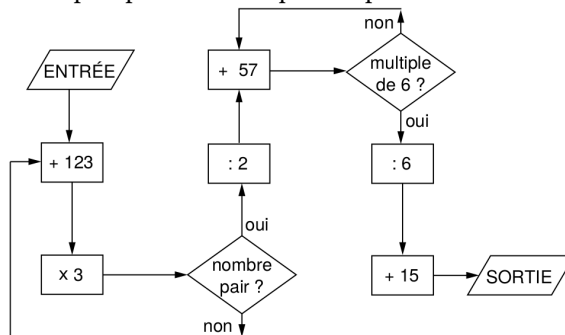 ENTRÉE
+ 123
x 3
nombre
pair ?
non
oui
: 2
+ 57
multiple
de 6 ?
non
oui
: 6
+ 15
SORTIE